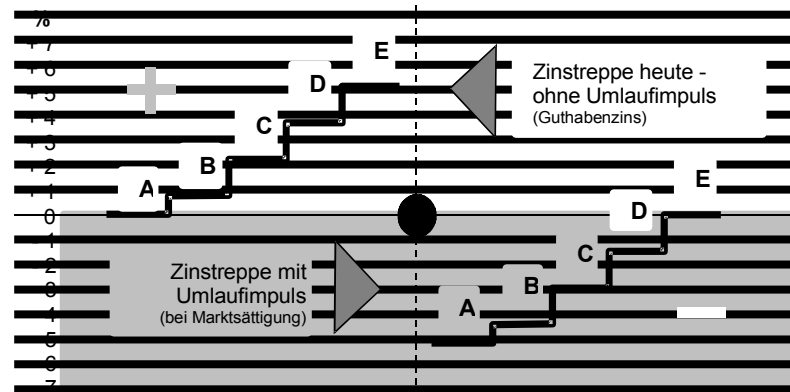 %
+ 7
+ 6
+ 5
+ 4
+ 3
+ 2
+ 1
0
- 1
- 2
- 3
- 4
- 5
- 6
- 7
A
B
C
D
E
Zinstreppe heute -
ohne Umlaufimpuls
(Guthabenzins)
Zinstreppe mit
Umlaufimpuls
(bei Marktsättigung)
A
B
C
D
E